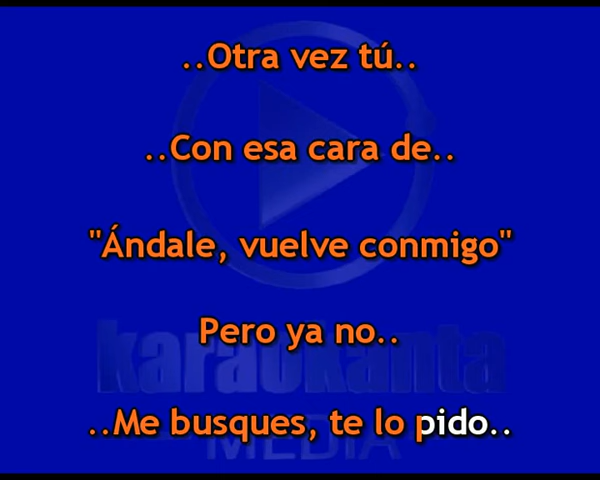 ..Otra vez tú..
..Con esa cara de..
"Ándale, vuelve conmigo"
Pero ya no..
karaokanta
..Me busques, te lo pido..
MEDIA